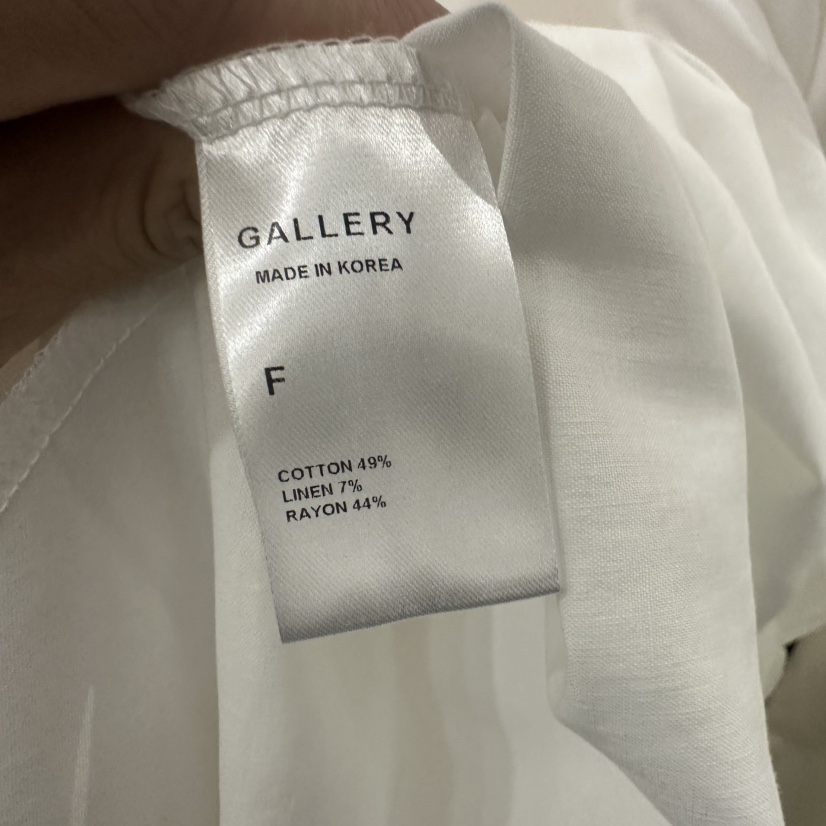 GALLERY
MADE IN KOREA
F
COTTON 49%
LINEN 7%
RAYON 44%